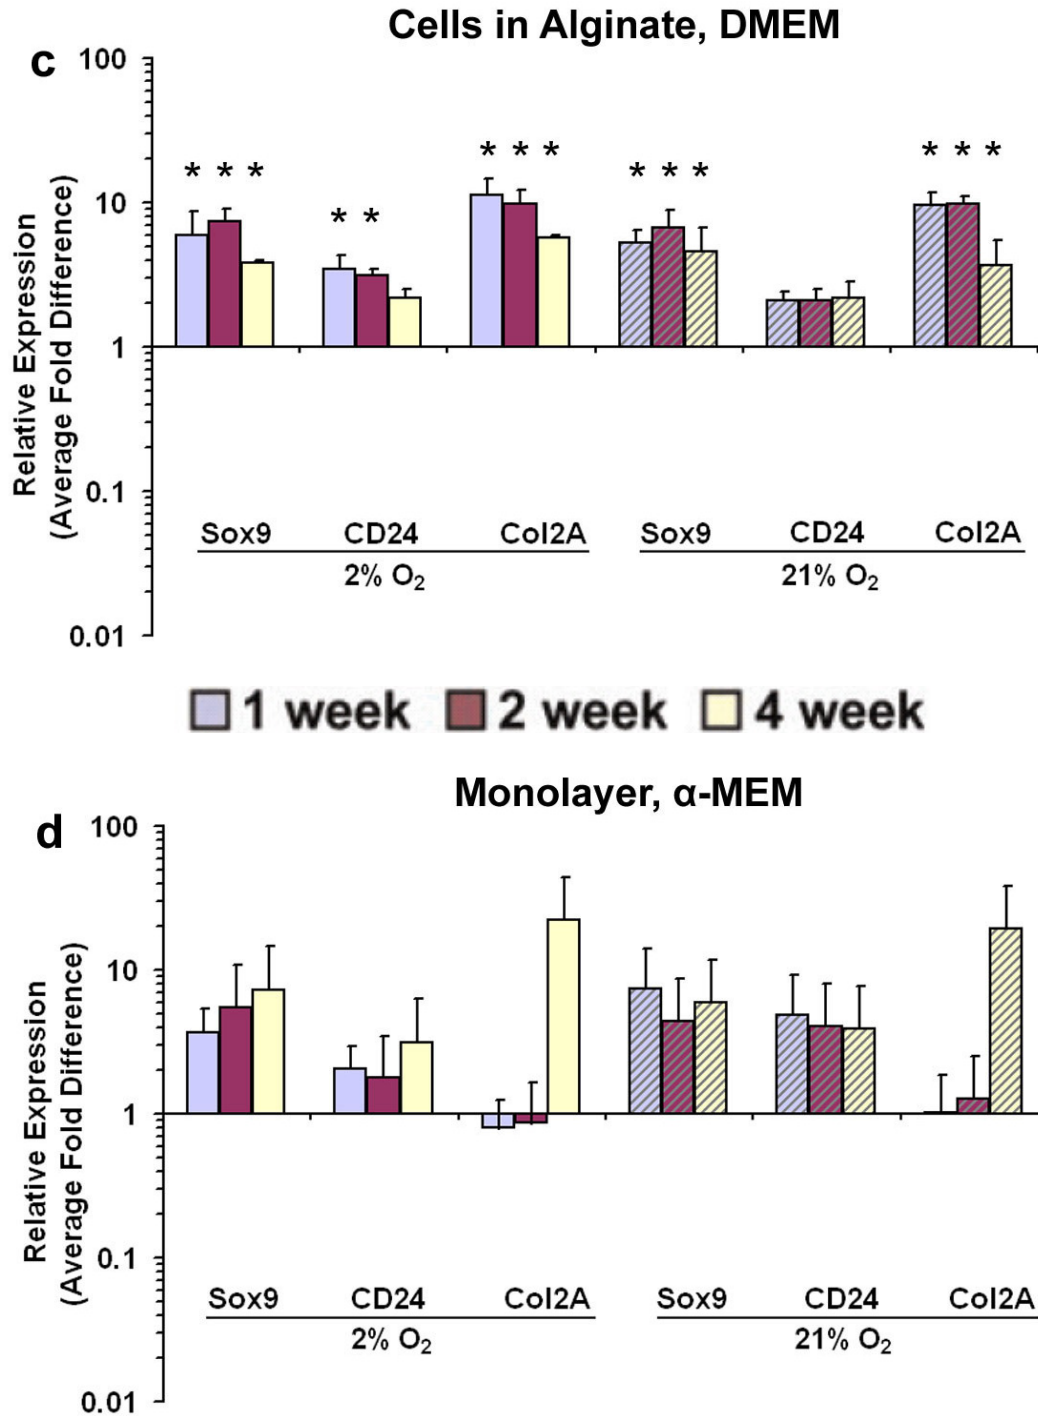 Cells in Alginate, DMEM
c
100
10
1
0.1
0.01
Relative Expression
(Average Fold Difference)
* * *
* *
* * *
* * *
* * *
Sox9 CD24 Col2A Sox9 CD24 Col2A
2% O₂ 21% O₂
1 week 2 week 4 week
Monolayer, α-MEM
d
100
10
1
0.1
0.01
Relative Expression
(Average Fold Difference)
Sox9 CD24 Col2A Sox9 CD24 Col2A
2% O₂ 21% O₂